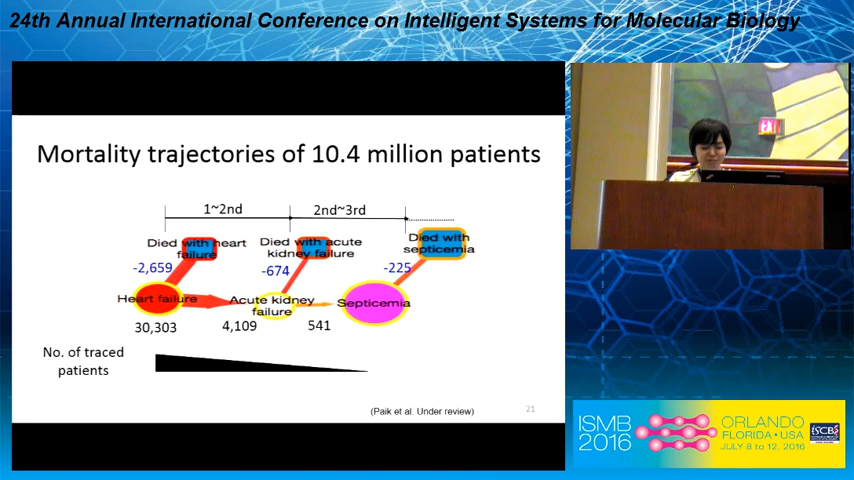 24th Annual International Conference on Intelligent Systems for Molecular Biology
Mortality trajectories of 10.4 million patients
1~2nd
2nd~3rd
Died with heart
failure
Died with acute
kidney failure
Died with
septicemia
-2,659
-674
-225
Heart failure
Acute kidney
failure
Septicemia
30,303
4,109
541
No. of traced
patients
(Paik et al. Under review)
21
ISMB
2016
ORLANDO
FLORIDA • USA
JULY 8 to 12, 2016
ISCB